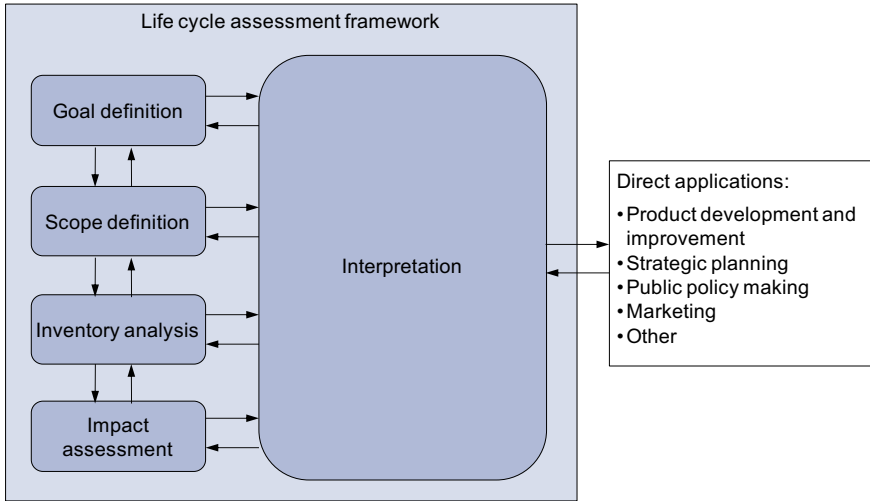 Life cycle assessment framework
Goal definition
Scope definition
Inventory analysis
Impact
assessment
Interpretation
Direct applications:
•Product development and
improvement
•Strategic planning
•Public policy making
•Marketing
•Other